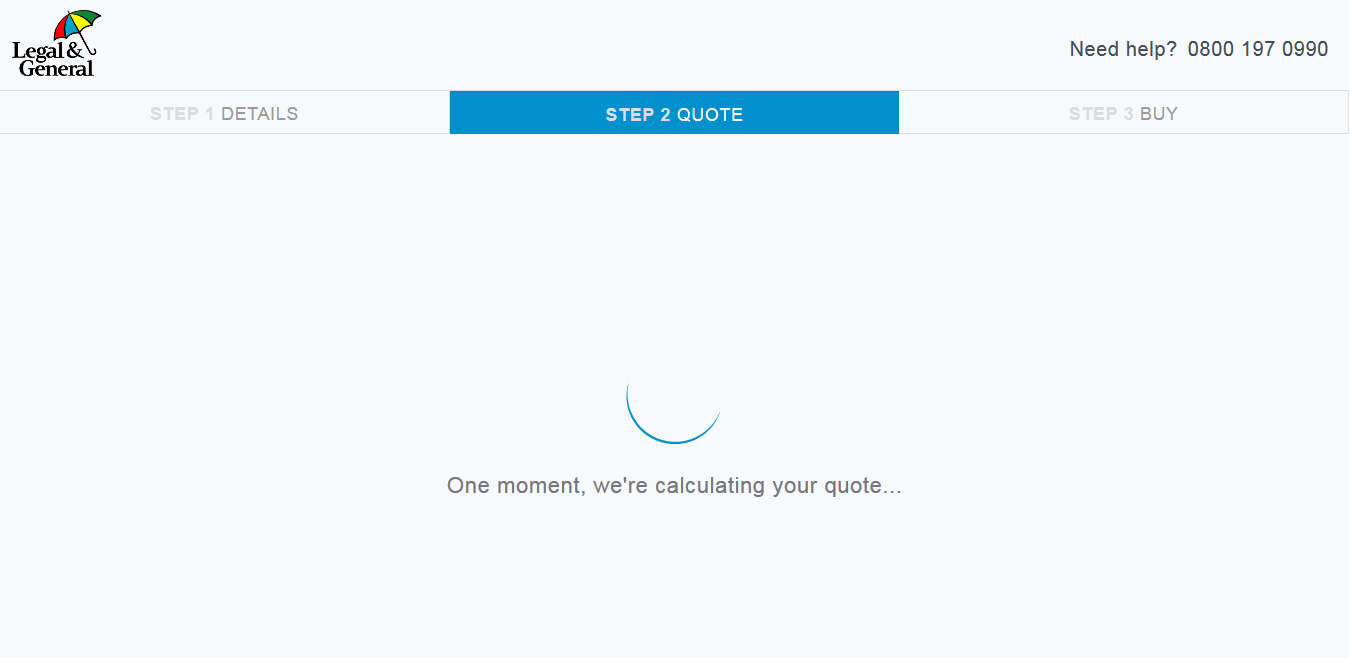 Legal &
General
Need help? 0800 197 0990
STEP 1 DETAILS
STEP 2 QUOTE
STEP 3 BUY
One moment, we're calculating your quote...